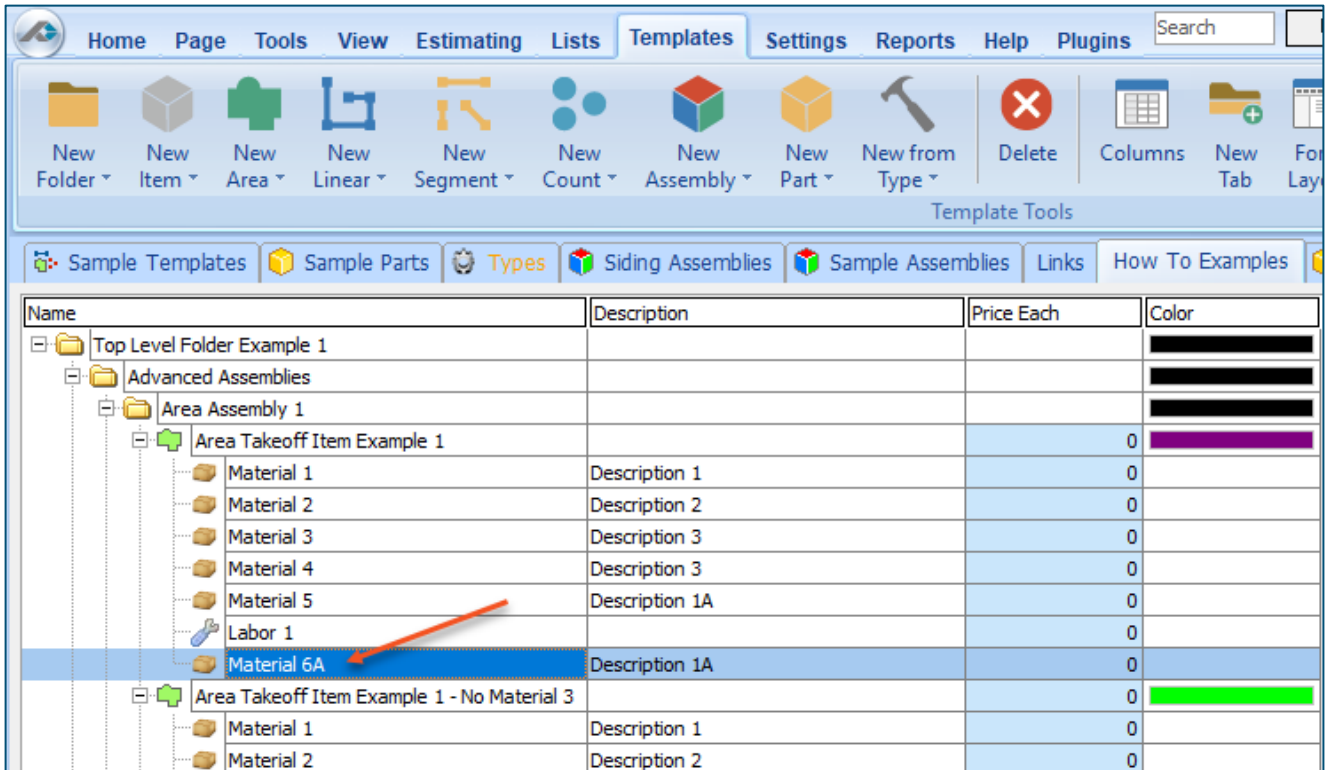 Home Page Tools View Estimating Lists Templates Settings Reports Help Plugins Search
New Folder
New Item
New Area
New Linear
New Segment
New Count
New Assembly
New Part
New from Type
Delete
Columns
New Tab
Template Tools
Sample Templates Sample Parts Types Siding Assemblies Sample Assemblies Links How To Examples
Name Description Price Each Color
Top Level Folder Example 1
Advanced Assemblies
Area Assembly 1
Area Takeoff Item Example 1 0
Material 1 Description 1 0
Material 2 Description 2 0
Material 3 Description 3 0
Material 4 Description 3 0
Material 5 Description 1A 0
Labor 1 0
Material 6A Description 1A 0
Area Takeoff Item Example 1 - No Material 3 0
Material 1 Description 1 0
Material 2 Description 2 0